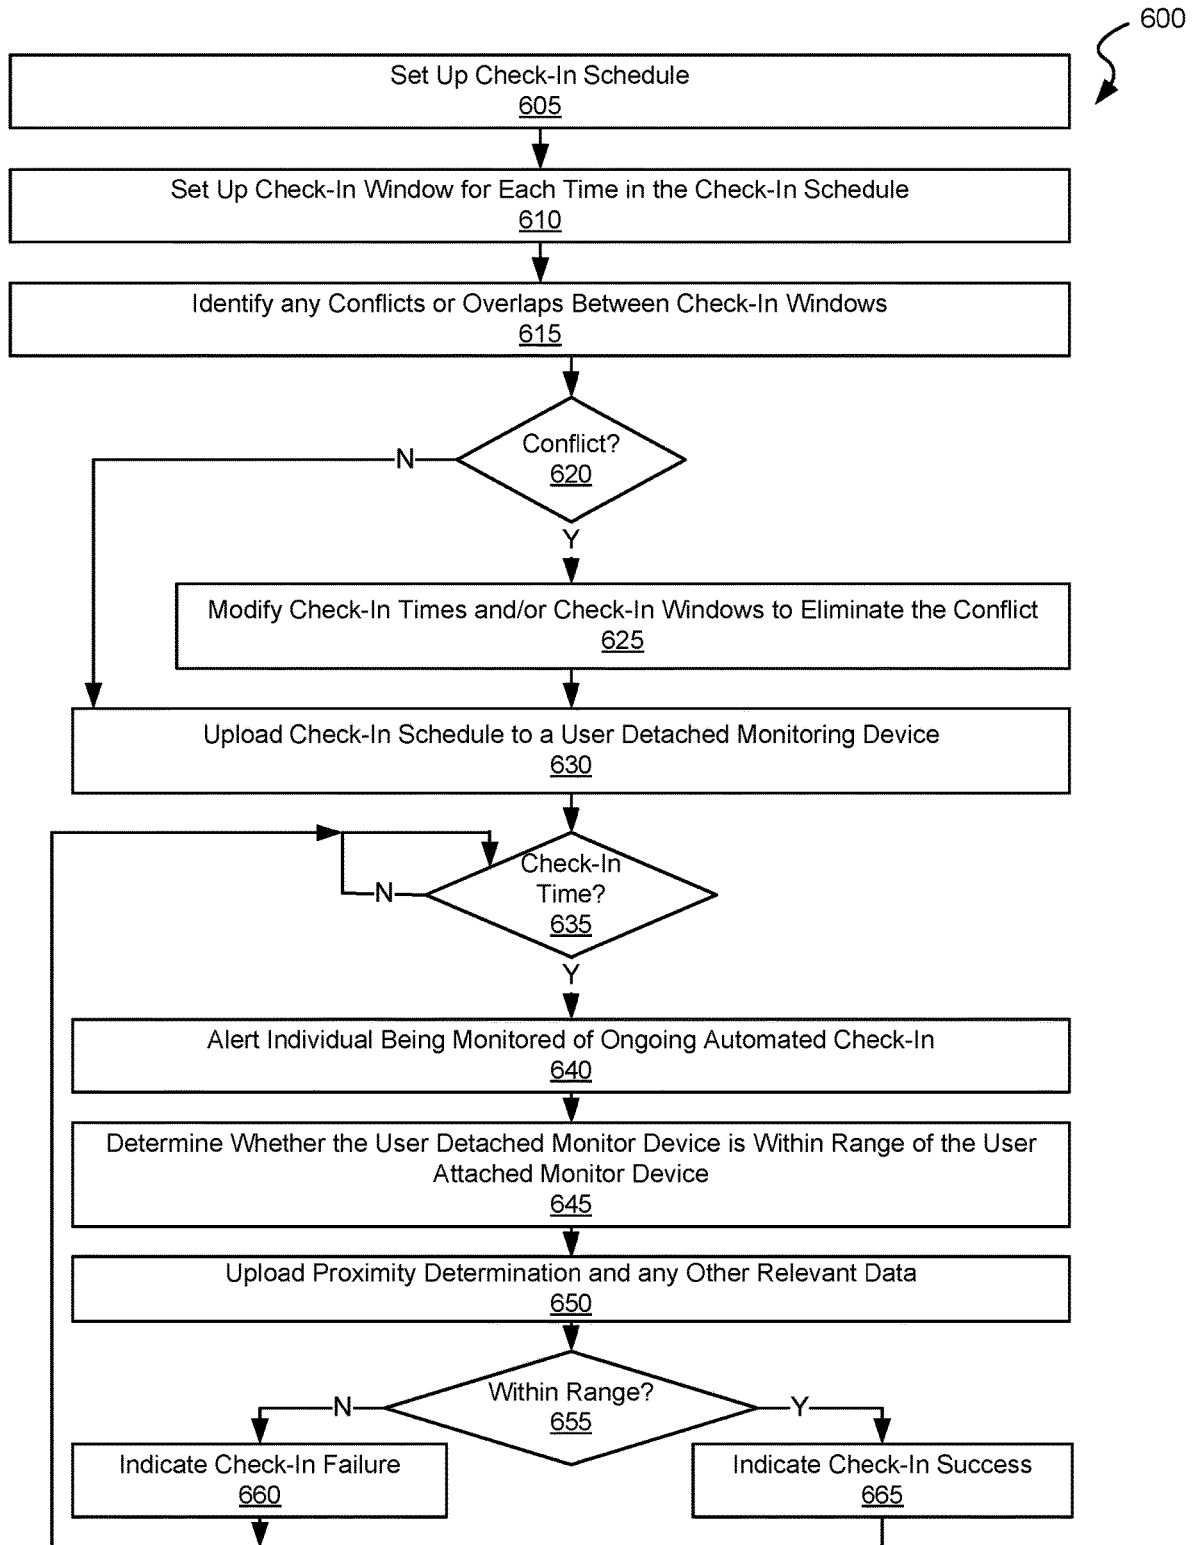 600
Set Up Check-In Schedule
605
Set Up Check-In Window for Each Time in the Check-In Schedule
610
Identify any Conflicts or Overlaps Between Check-In Windows
615
Conflict?
620
N
Y
Modify Check-In Times and/or Check-In Windows to Eliminate the Conflict
625
Upload Check-In Schedule to a User Detached Monitoring Device
630
Check-In
Time?
635
N
Y
Alert Individual Being Monitored of Ongoing Automated Check-In
640
Determine Whether the User Detached Monitor Device is Within Range of the User
Attached Monitor Device
645
Upload Proximity Determination and any Other Relevant Data
650
Within Range?
655
N
Y
Indicate Check-In Failure
660
Indicate Check-In Success
665